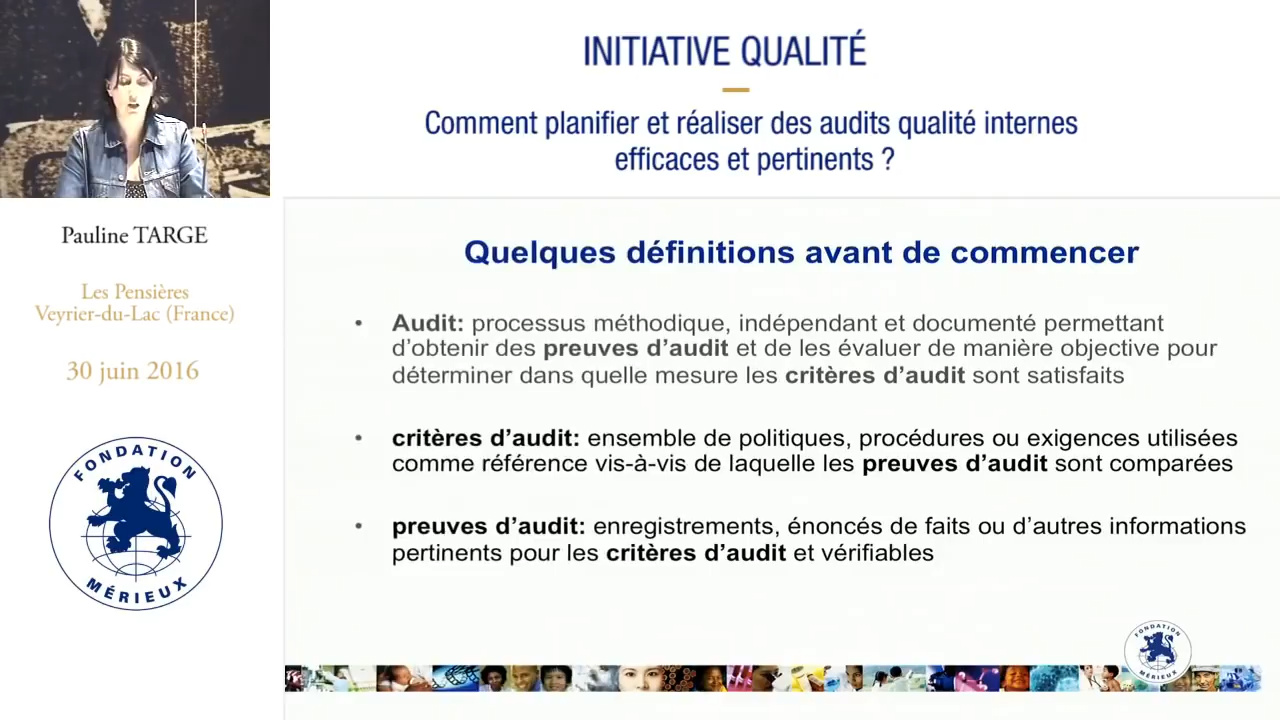 INITIATIVE QUALITÉ
Comment planifier et réaliser des audits qualité internes
efficaces et pertinents ?
Pauline TARGE
Les Pensières
Veyrier-du-Lac (France)
30 juin 2016
FONDATION
MÉRIEUX
Quelques définitions avant de commencer
• Audit: processus méthodique, indépendant et documenté permettant
d’obtenir des preuves d’audit et de les évaluer de manière objective pour
déterminer dans quelle mesure les critères d’audit sont satisfaits
• critères d’audit: ensemble de politiques, procédures ou exigences utilisées
comme référence vis-à-vis de laquelle les preuves d’audit sont comparées
• preuves d’audit: enregistrements, énoncés de faits ou d’autres informations
pertinents pour les critères d’audit et vérifiables
FONDATION
MÉRIEUX